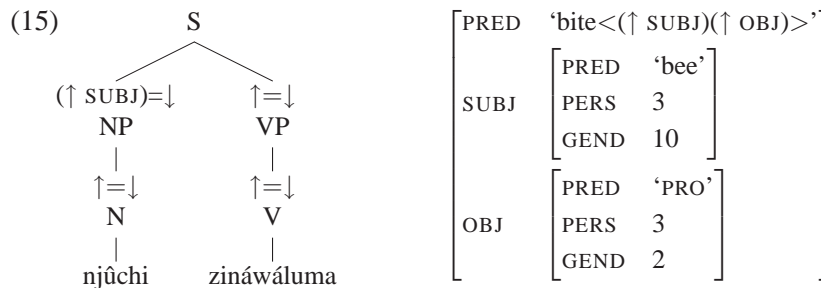 (15) S
(↑ SUBJ)=↓ ↑=↓
NP VP
↑=↓ ↑=↓
N V
njûchi zináwáluma
PRED ‘bite<(↑ SUBJ)(↑ OBJ)>’
SUBJ
PRED ‘bee’
PERS 3
GEND 10
OBJ
PRED ‘PRO’
PERS 3
GEND 2